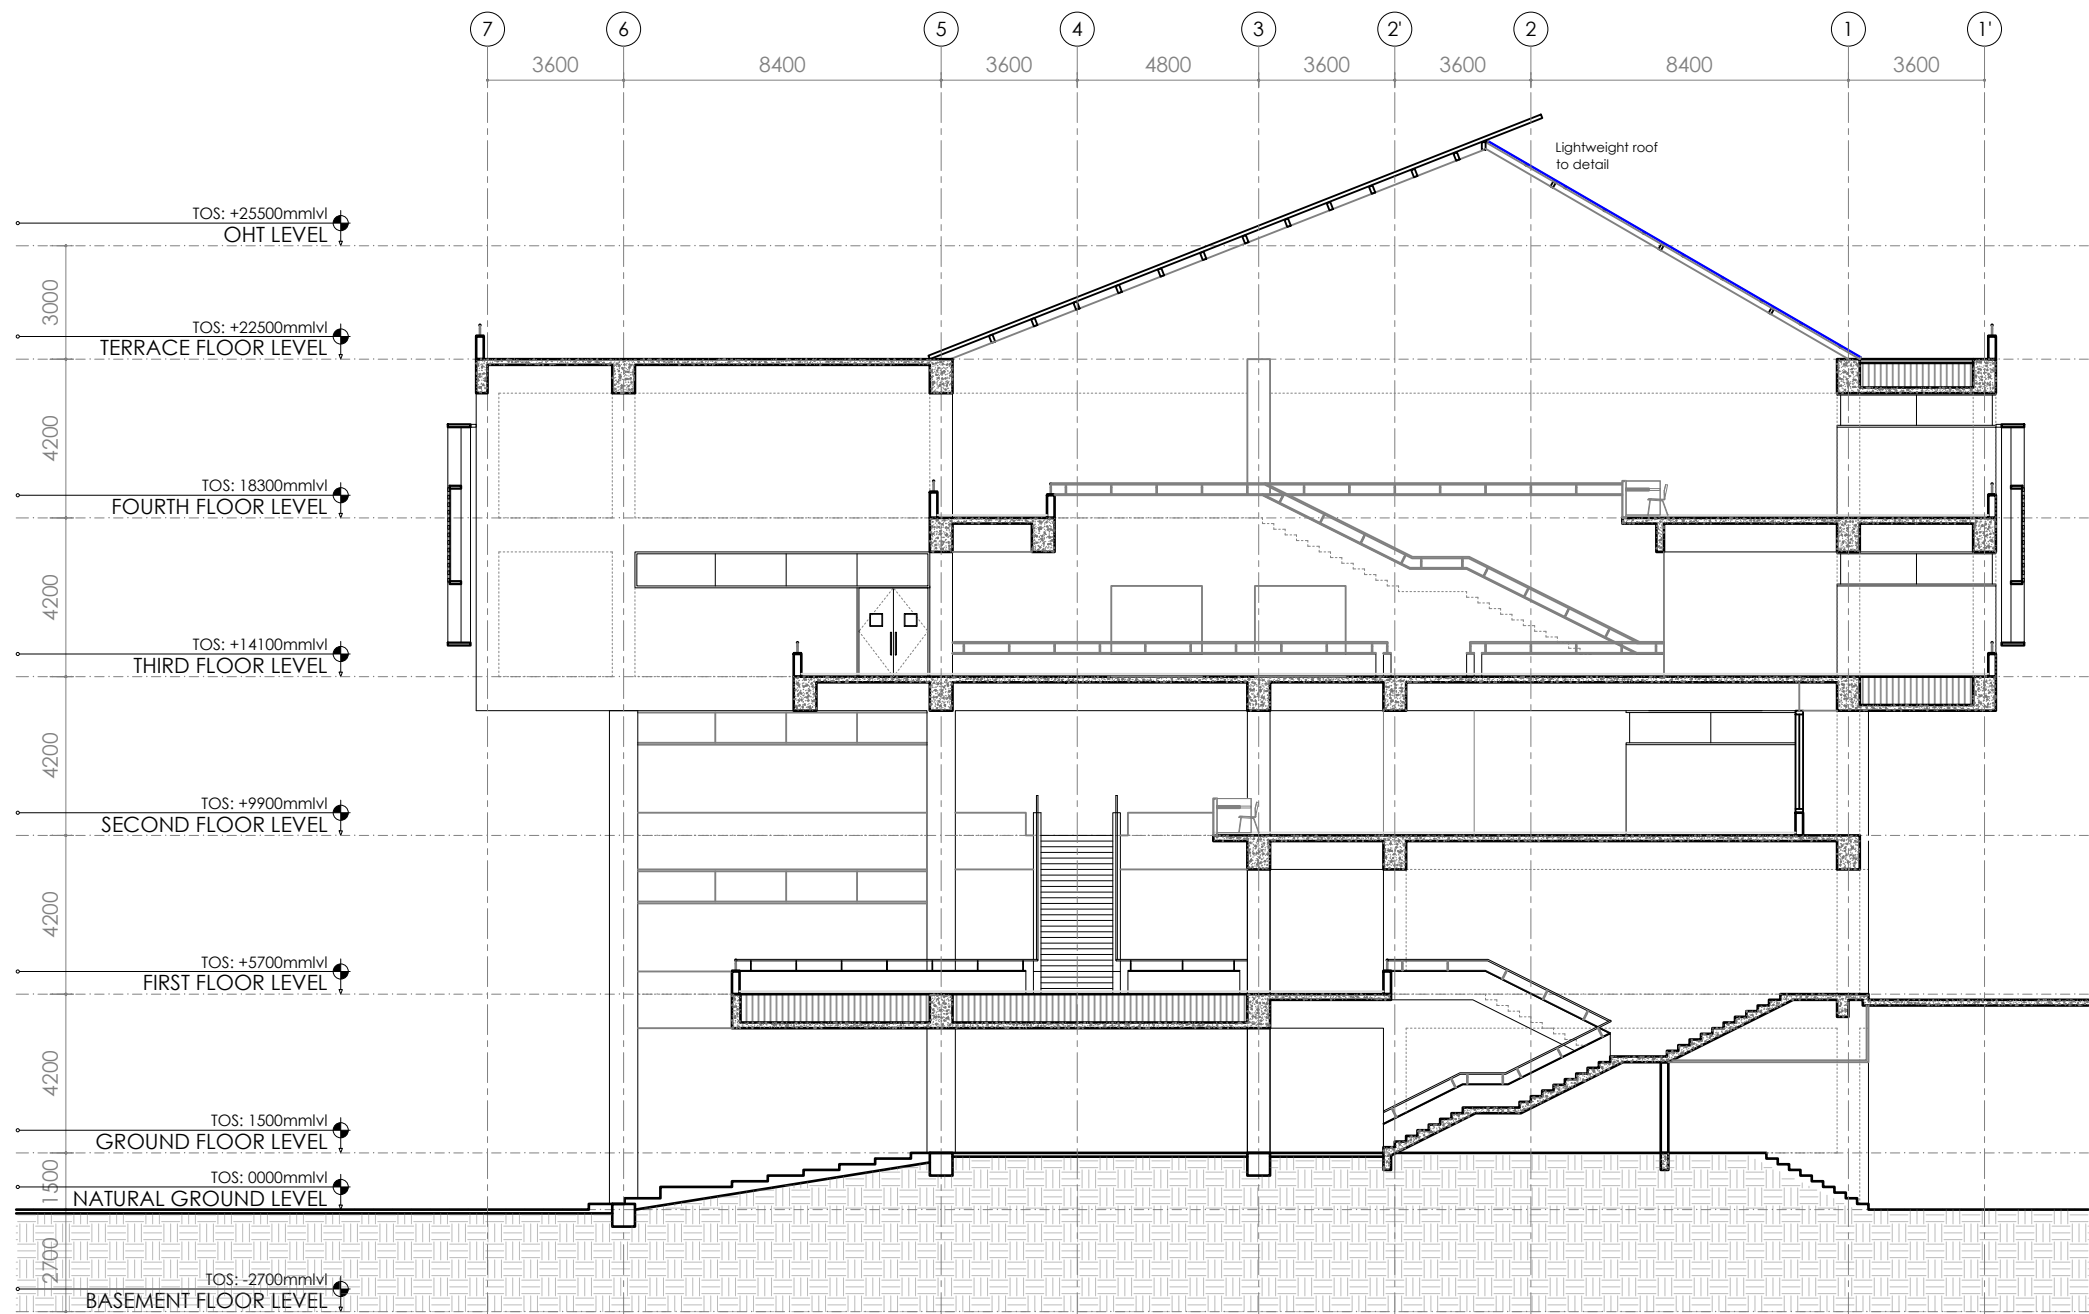 7 6 5 4 3 2' 2 1 1'
3600 8400 3600 4800 3600 3600 8400 3600
Lightweight roof
to detail
TOS: +25500mmlvl
OHT LEVEL
3000
TOS: +22500mmlvl
TERRACE FLOOR LEVEL
4200
TOS: 18300mmlvl
FOURTH FLOOR LEVEL
4200
TOS: +14100mmlvl
THIRD FLOOR LEVEL
4200
TOS: +9900mmlvl
SECOND FLOOR LEVEL
4200
TOS: +5700mmlvl
FIRST FLOOR LEVEL
4200
TOS: 1500mmlvl
GROUND FLOOR LEVEL
1500
TOS: 0000mmlvl
NATURAL GROUND LEVEL
2700
TOS: -2700mmlvl
BASEMENT FLOOR LEVEL